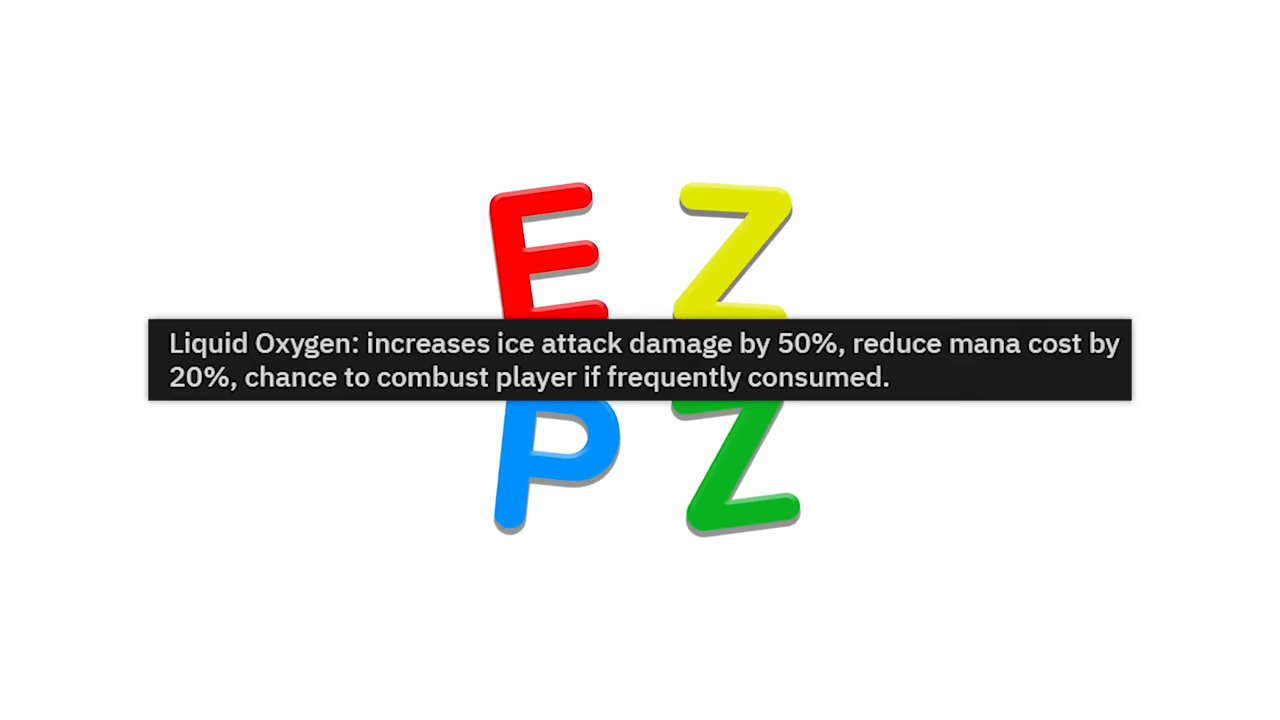 E Z
Liquid Oxygen: increases ice attack damage by 50%, reduce mana cost by
20%, chance to combust player if frequently consumed.
P Z